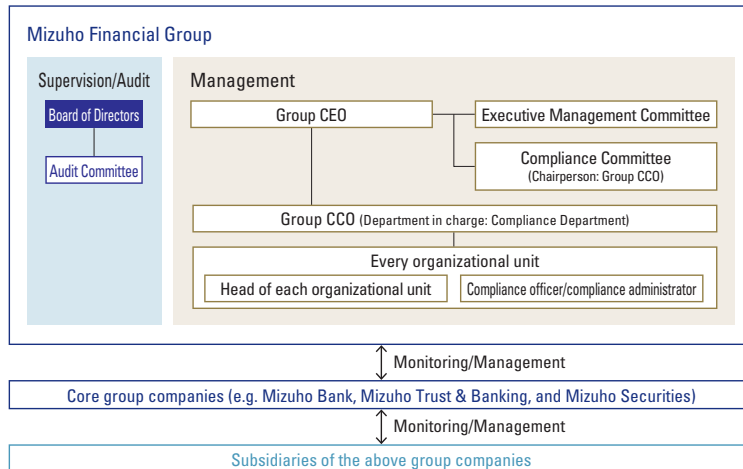 Mizuho Financial Group
Supervision/Audit
Board of Directors
Audit Committee
Management
Group CEO
Executive Management Committee
Compliance Committee
(Chairperson: Group CCO)
Group CCO (Department in charge: Compliance Department)
Every organizational unit
Head of each organizational unit
Compliance officer/compliance administrator
Monitoring/Management
Core group companies (e.g. Mizuho Bank, Mizuho Trust & Banking, and Mizuho Securities)
Monitoring/Management
Subsidiaries of the above group companies